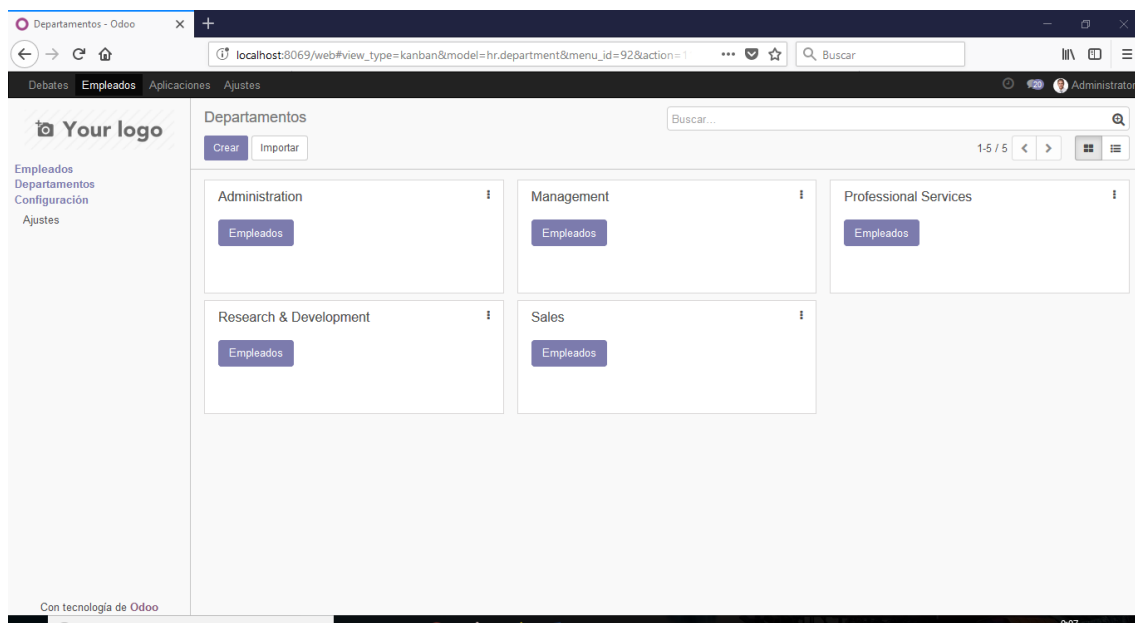 Departamentos - Odoo
localhost:8069/web#view_type=kanban&model=hr.department&menu_id=92&action=
Buscar
Debates Empleados Aplicaciones Ajustes
20 Administrator
Your logo
Empleados
Departamentos
Configuración
Ajustes
Con tecnología de Odoo
Departamentos
Buscar...
Crear Importar
1-5 / 5
Administration
Empleados
Management
Empleados
Professional Services
Empleados
Research & Development
Empleados
Sales
Empleados